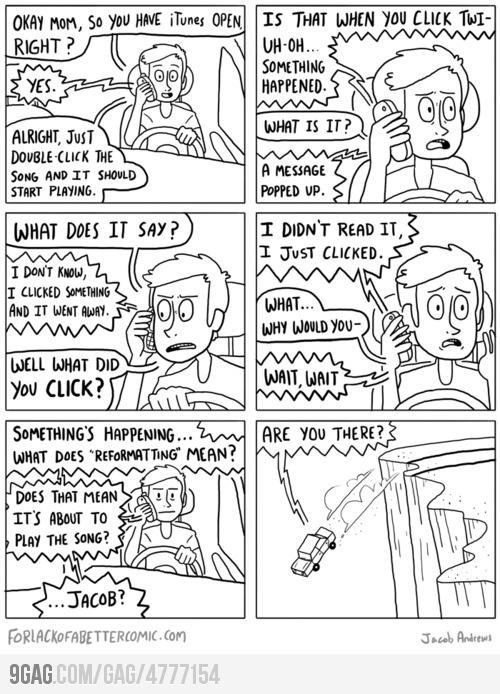 OKAY MOM, SO YOU HAVE iTunes OPEN,
RIGHT?
YES.
ALRIGHT, JUST
DOUBLE-CLICK THE
SONG AND IT SHOULD
START PLAYING.
IS THAT WHEN YOU CLICK TWI-
UH-OH...
SOMETHING
HAPPENED.
WHAT IS IT?
A MESSAGE
POPPED UP.
WHAT DOES IT SAY?
I DON'T KNOW,
I CLICKED SOMETHING
AND IT WENT AWAY.
WELL WHAT DID
YOU CLICK?
I DIDN'T READ IT,
I JUST CLICKED.
WHAT...
WHY WOULD YOU-
WAIT, WAIT
SOMETHING'S HAPPENING...
WHAT DOES "REFORMATTING" MEAN?
DOES THAT MEAN
IT'S ABOUT TO
PLAY THE SONG?
...JACOB?
ARE YOU THERE?
FORLACKOFABETTERCOMIC.COM
Jacob Andrews
9GAG.COM/GAG/4777154